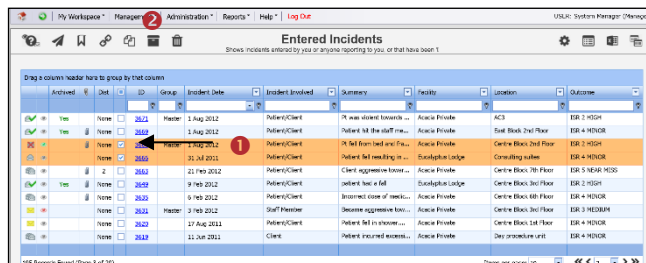 My Workspace Management Administration Reports Help Log Out USLR: System Manager (Manage
2
Entered Incidents
Shows incidents entered by you or anyone reporting to you, or that have been 1
Drag a column header here to group by that column
Archived Dist ID Group Incident Date Incident Involved Summary Facility Location Outcome
Yes None 3671 Master 1 Aug 2012 Patient/Client Pt was violent towards ... Acacia Private AC3 ISR 2 HIGH
Yes None 3669 1 Aug 2012 Patient/Client Patient hit the staff me... Acacia Private East Block 2nd Floor ISR 4 MINOR
None Master 1 Aug 2012 Patient/Client Pt fell from bed and fra... Acacia Private Centre Block 2nd Floor ISR 2 HIGH
1
None 3665 31 Jul 2011 Patient/Client Patient fell resulting in ... Eucalyptus Lodge Consulting suites ISR 4 MINOR
2 3663 21 Feb 2012 Patient/Client Client aggressive towar... Acacia Private Centre Block 7th Floor ISR 5 NEAR MISS
Yes None 3649 9 Feb 2012 Patient/Client patient had a fall Eucalyptus Lodge Centre Block 3rd Floor ISR 2 HIGH
None 3635 6 Feb 2012 Patient/Client Incorrect dose of medic... Acacia Private Centre Block 6th Floor ISR 4 MINOR
None 3631 Master 3 Feb 2012 Staff Member Became aggressive tow... Acacia Private Centre Block 3rd Floor ISR 3 MEDIUM
None 3623 17 Aug 2011 Patient/Client Patient fell in shower.... Acacia Private Centre Block 1st Floor ISR 4 MINOR
None 3619 11 Jun 2011 Client Patient incurred excessi... Acacia Private Day procedure unit ISR 4 MINOR